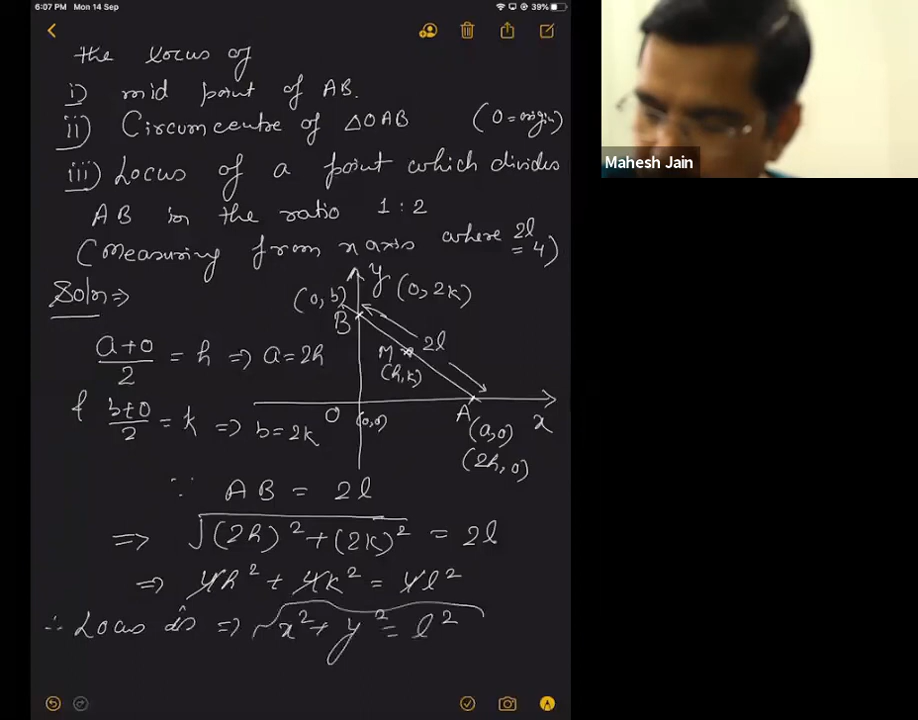 6:07 PM Mon 14 Sep 39%
the locus of
i) mid point of AB.
ii) Circumcentre of △OAB (O = origin)
iii) Locus of a point which divides
AB in the ratio 1:2
(Measuring from x axis where 2l = 4)
Soln ⇒
(0, b) y (0, 2k)
B
(a+0)/2 = h ⇒ a = 2h
M 2l
(h, k)
& (b+0)/2 = k ⇒ b = 2k
O (0,0) A x
(a,0)
(2h, 0)
∵ AB = 2l
⇒ √((2h)² + (2k)²) = 2l
⇒ 4h² + 4k² = 4l²
∴ Locus is ⇒ x² + y² = l²
Mahesh Jain